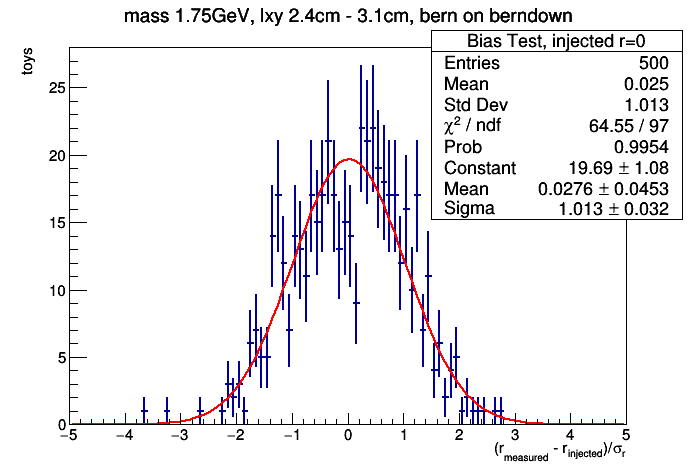 mass 1.75GeV, lxy 2.4cm - 3.1cm, bern on berndown
toys
Bias Test, injected r=0
Entries 500
Mean 0.025
Std Dev 1.013
χ² / ndf 64.55 / 97
Prob 0.9954
Constant 19.69 ± 1.08
Mean 0.0276 ± 0.0453
Sigma 1.013 ± 0.032
25
20
15
10
5
0
−5 −4 −3 −2 −1 0 1 2 3 4 5
(r_measured - r_injected)/σ_r